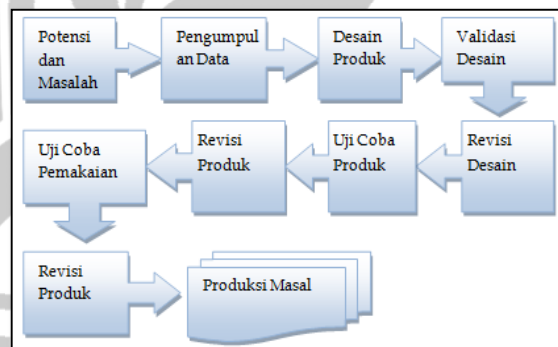 Potensi
dan
Masalah
Pengumpul
an Data
Desain
Produk
Validasi
Desain
Revisi
Desain
Uji Coba
Produk
Revisi
Produk
Uji Coba
Pemakaian
Revisi
Produk
Produksi Masal